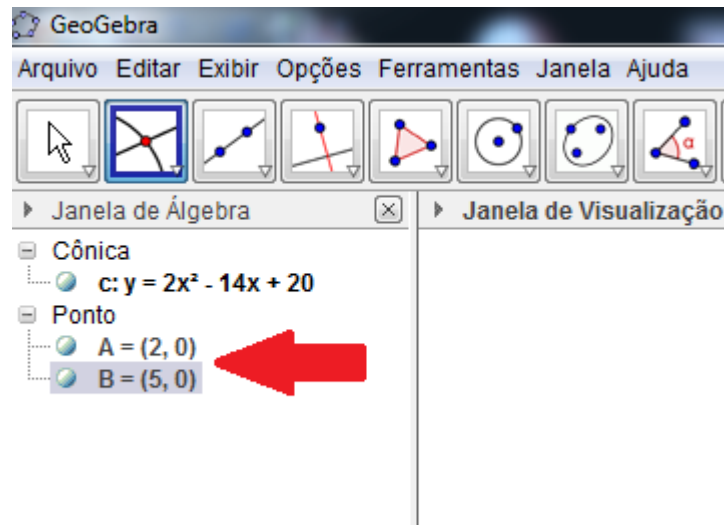 GeoGebra
Arquivo Editar Exibir Opções Ferramentas Janela Ajuda
α
Janela de Álgebra
Janela de Visualização
Cônica
c: y = 2x² - 14x + 20
Ponto
A = (2, 0)
B = (5, 0)